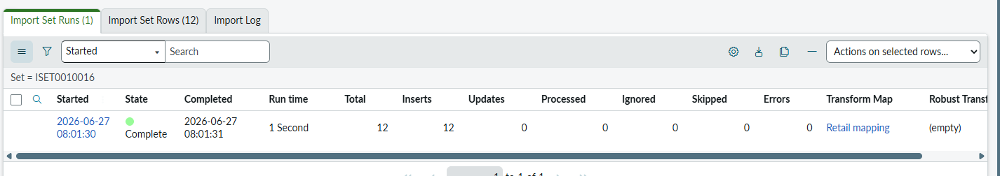 Import Set Runs (1) Import Set Rows (12) Import Log
Started Search Actions on selected rows...
Set = ISET0010016
Started State Completed Run time Total Inserts Updates Processed Ignored Skipped Errors Transform Map Robust Transf
2026-06-27 08:01:30 Complete 2026-06-27 08:01:31 1 Second 12 12 0 0 0 0 0 Retail mapping (empty)
1 to 1 of 1